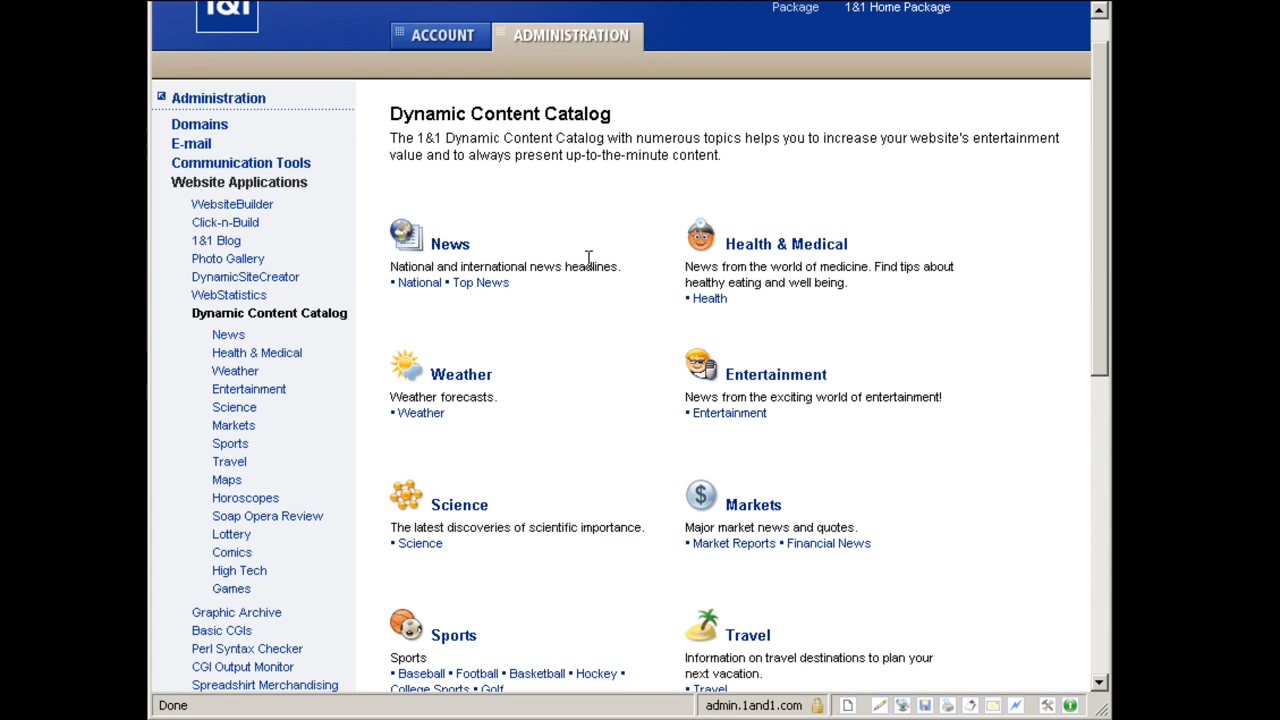 1&1
Package 1&1 Home Package
ACCOUNT ADMINISTRATION
Administration
Domains
E-mail
Communication Tools
Website Applications
WebsiteBuilder
Click-n-Build
1&1 Blog
Photo Gallery
DynamicSiteCreator
WebStatistics
Dynamic Content Catalog
News
Health & Medical
Weather
Entertainment
Science
Markets
Sports
Travel
Maps
Horoscopes
Soap Opera Review
Lottery
Comics
High Tech
Games
Graphic Archive
Basic CGIs
Perl Syntax Checker
CGI Output Monitor
Spreadshirt Merchandising
Dynamic Content Catalog
The 1&1 Dynamic Content Catalog with numerous topics helps you to increase your website's entertainment
value and to always present up-to-the-minute content.
News
National and international news headlines.
▪ National ▪ Top News
Health & Medical
News from the world of medicine. Find tips about
healthy eating and well being.
▪ Health
Weather
Weather forecasts.
▪ Weather
Entertainment
News from the exciting world of entertainment!
▪ Entertainment
Science
The latest discoveries of scientific importance.
▪ Science
Markets
Major market news and quotes.
▪ Market Reports ▪ Financial News
Sports
Sports
▪ Baseball ▪ Football ▪ Basketball ▪ Hockey ▪
College Sports ▪ Golf
Travel
Information on travel destinations to plan your
next vacation.
▪ Travel
Done admin.1and1.com